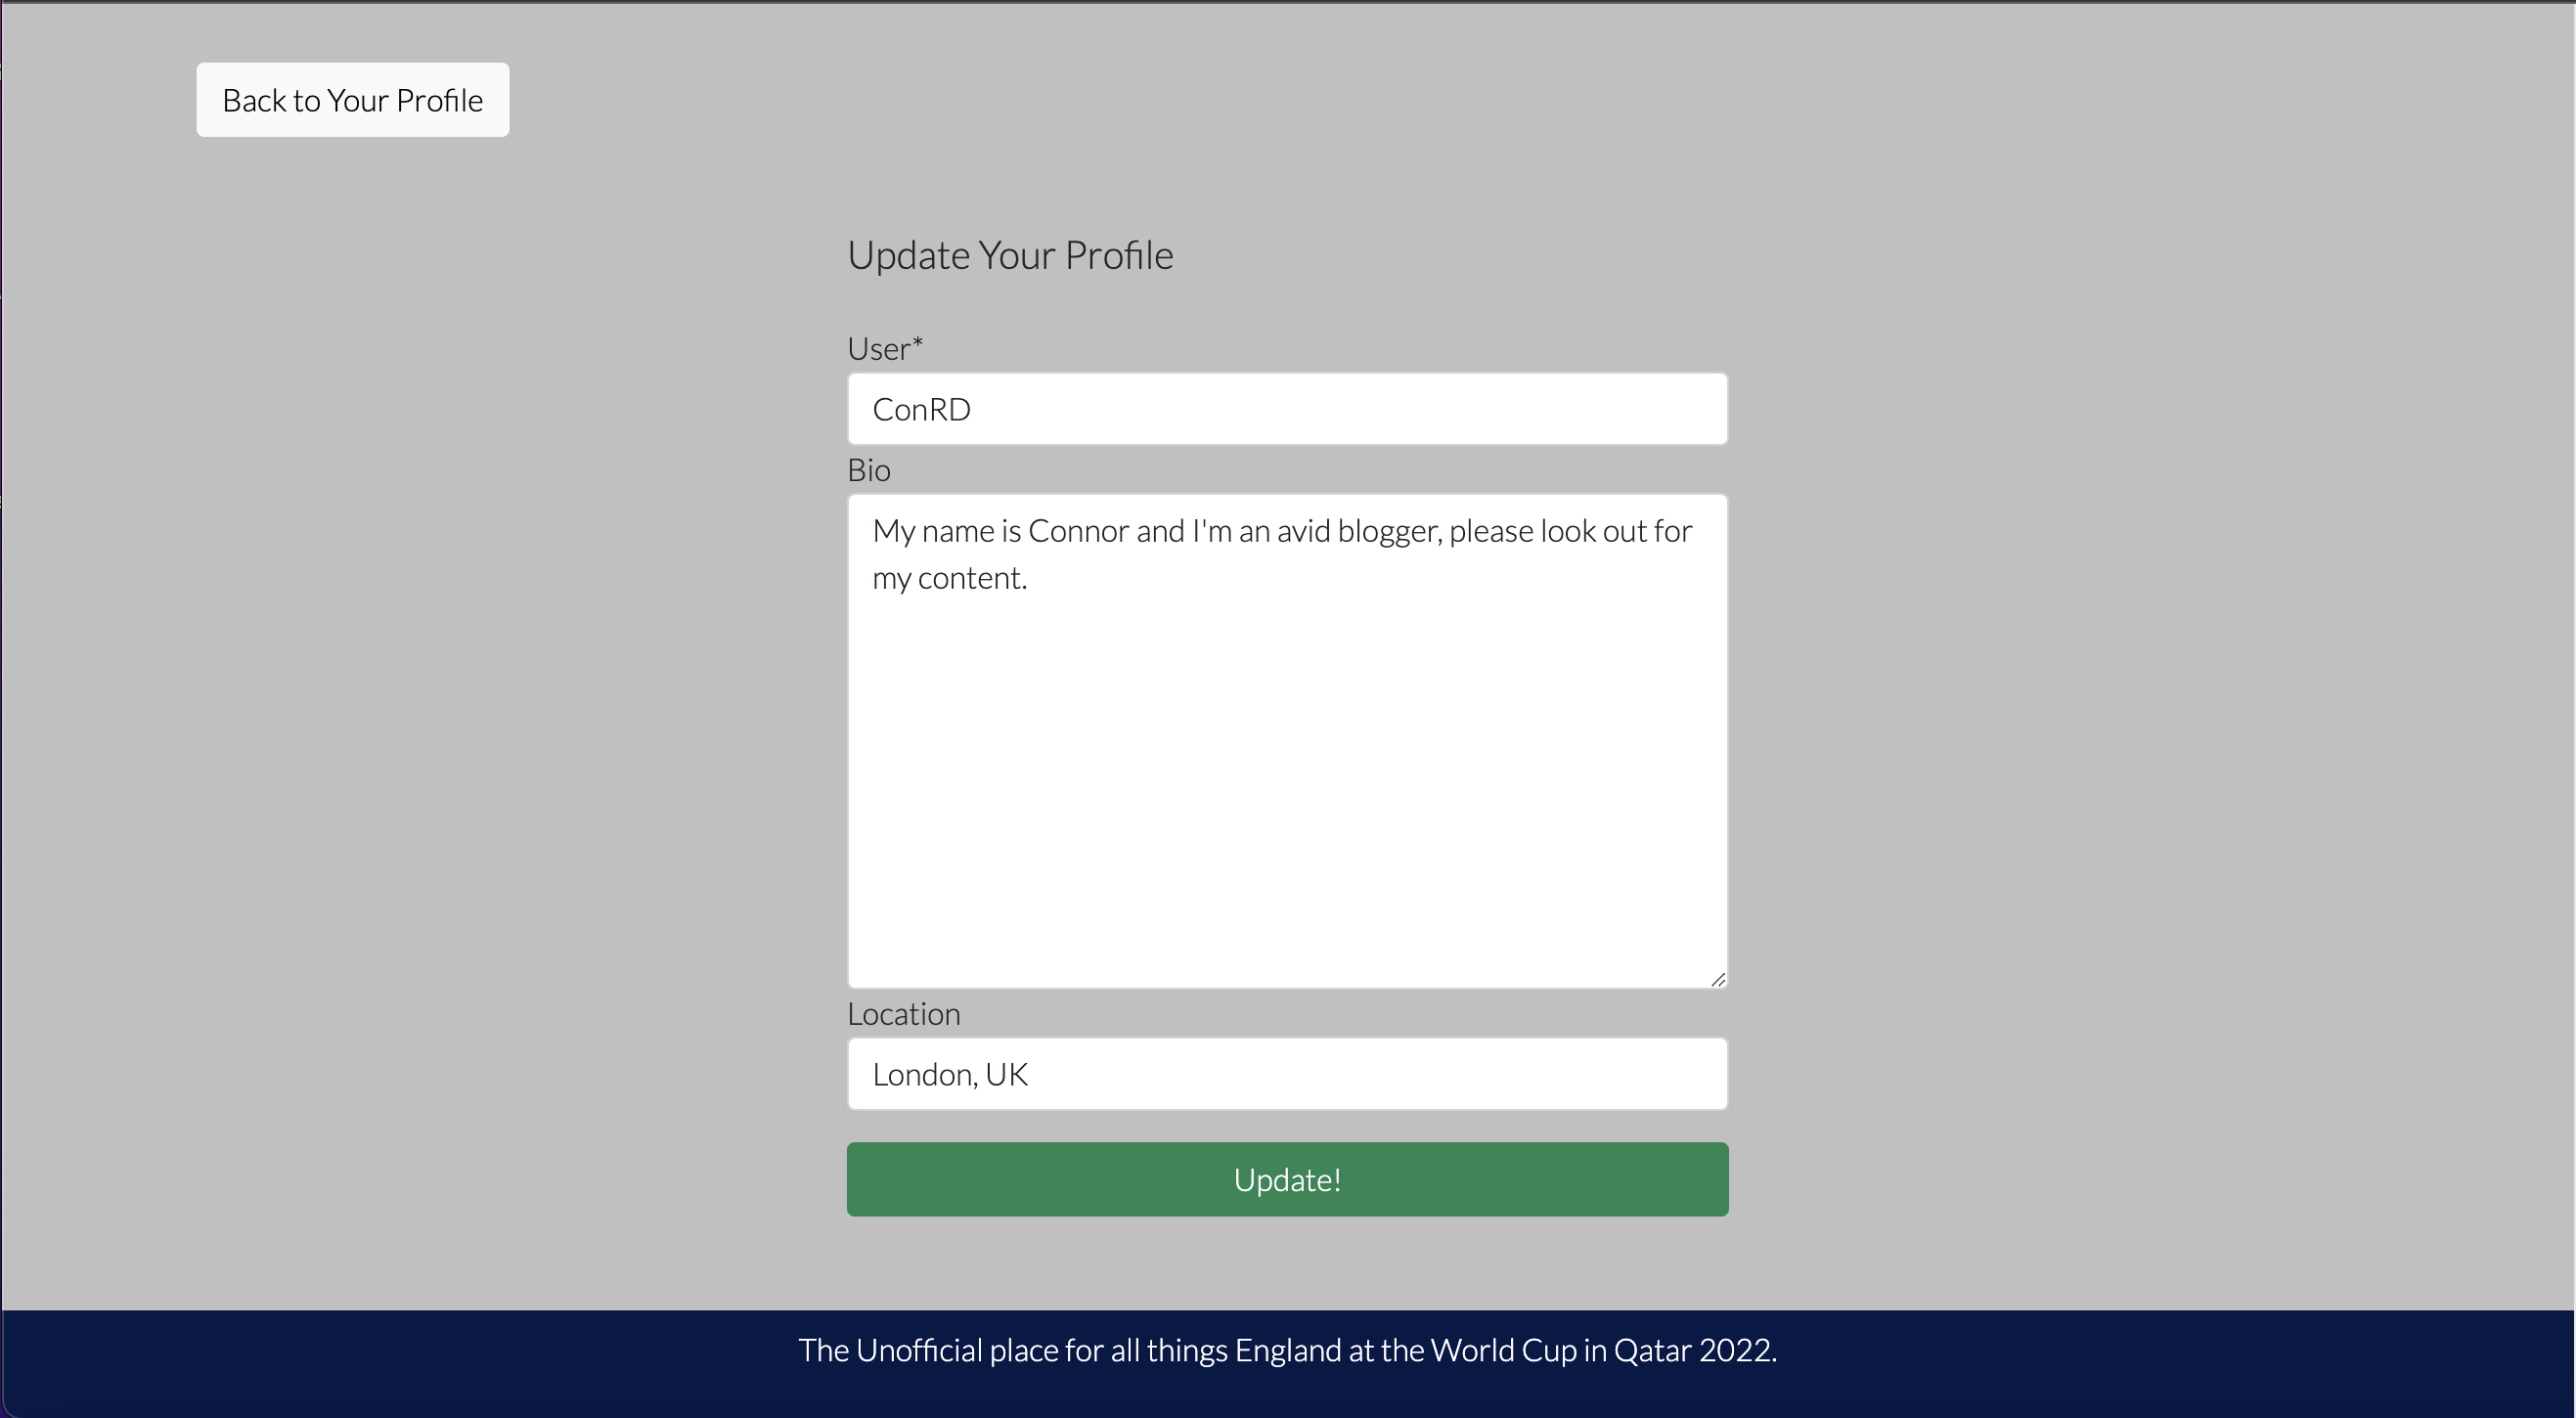 Back to Your Profile
Update Your Profile
User*
ConRD
Bio
My name is Connor and I'm an avid blogger, please look out for
my content.
Location
London, UK
Update!
The Unofficial place for all things England at the World Cup in Qatar 2022.